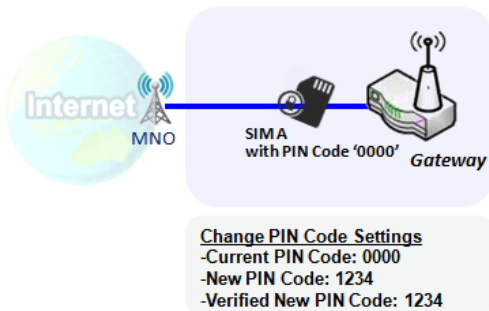 Internet
MNO
SIM A
with PIN Code ‘0000’
Gateway
Change PIN Code Settings
-Current PIN Code: 0000
-New PIN Code: 1234
-Verified New PIN Code: 1234